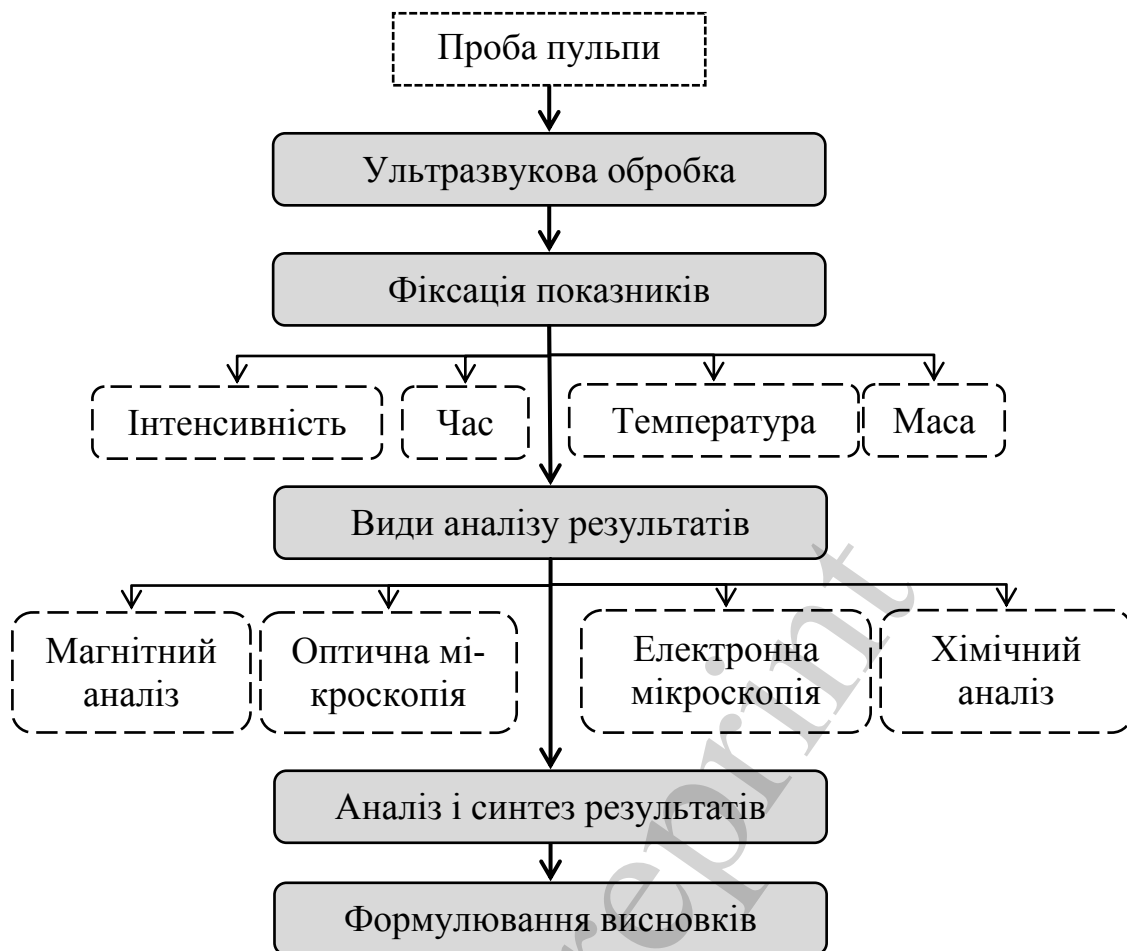 Проба пульпи
Ультразвукова обробка
Фіксація показників
Інтенсивність
Час
Температура
Маса
Види аналізу результатів
Магнітний
аналіз
Оптична мі-
кроскопія
Електронна
мікроскопія
Хімічний
аналіз
Аналіз і синтез результатів
Формулювання висновків
eprint